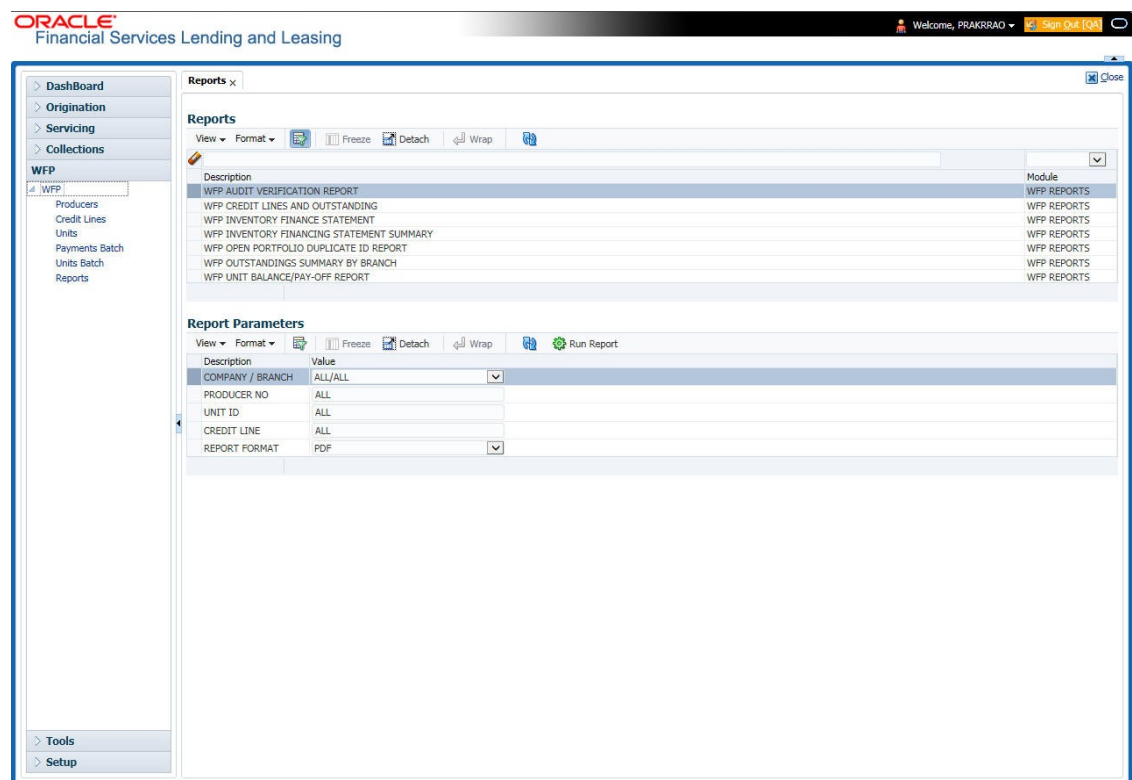 ORACLE
Financial Services Lending and Leasing
Welcome, PRAKRRAO
Sign Out [QA]
DashBoard
Origination
Servicing
Collections
WFP
WFP
Producers
Credit Lines
Units
Payments Batch
Units Batch
Reports
Tools
Setup
Reports
Close
Reports
View Format Freeze Detach Wrap
Description Module
WFP AUDIT VERIFICATION REPORT WFP REPORTS
WFP CREDIT LINES AND OUTSTANDING WFP REPORTS
WFP INVENTORY FINANCE STATEMENT WFP REPORTS
WFP INVENTORY FINANCING STATEMENT SUMMARY WFP REPORTS
WFP OPEN PORTFOLIO DUPLICATE ID REPORT WFP REPORTS
WFP OUTSTANDINGS SUMMARY BY BRANCH WFP REPORTS
WFP UNIT BALANCE/PAY-OFF REPORT WFP REPORTS
Report Parameters
View Format Freeze Detach Wrap Run Report
Description Value
COMPANY / BRANCH ALL/ALL
PRODUCER NO ALL
UNIT ID ALL
CREDIT LINE ALL
REPORT FORMAT PDF